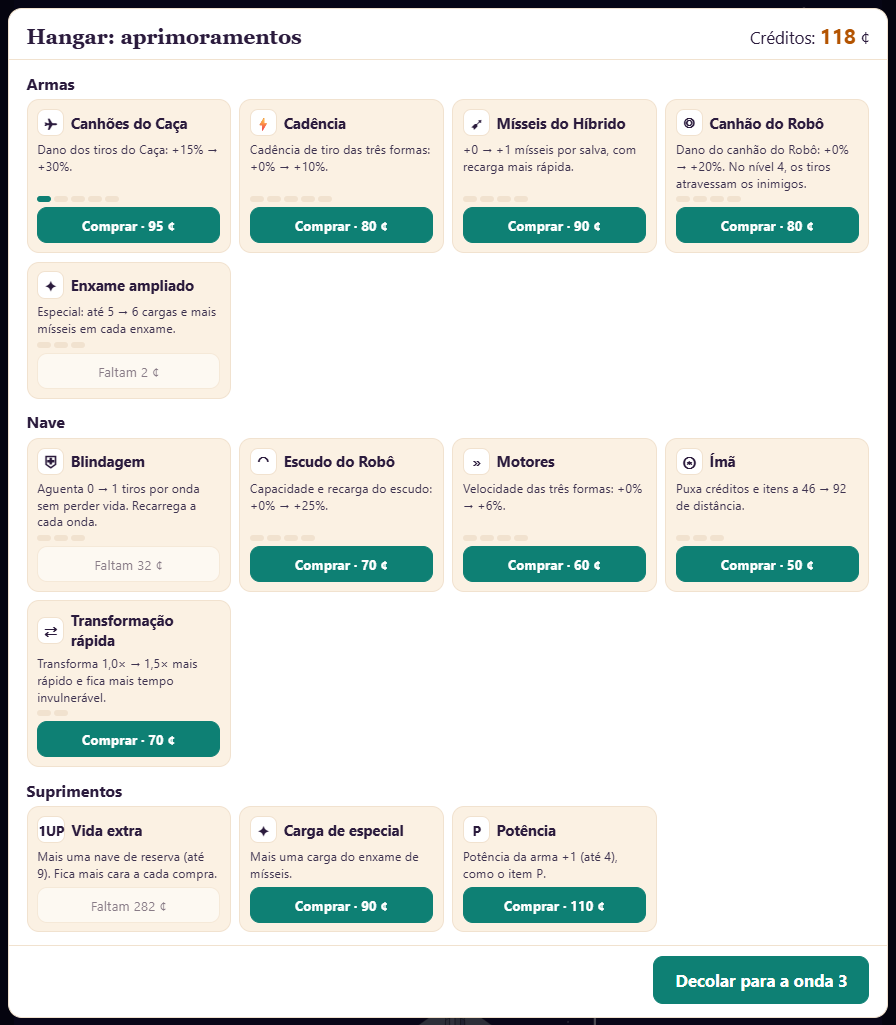 Hangar: aprimoramentos
Créditos: 118 ¢
Armas
Canhões do Caça
Dano dos tiros do Caça: +15% →
+30%.
Comprar · 95 ¢
Cadência
Cadência de tiro das três formas:
+0% → +10%.
Comprar · 80 ¢
Mísseis do Híbrido
+0 → +1 mísseis por salva, com
recarga mais rápida.
Comprar · 90 ¢
Canhão do Robô
Dano do canhão do Robô: +0%
→ +20%. No nível 4, os tiros
atravessam os inimigos.
Comprar · 80 ¢
Enxame ampliado
Especial: até 5 → 6 cargas e mais
mísseis em cada enxame.
Faltam 2 ¢
Nave
Blindagem
Aguenta 0 → 1 tiros por onda
sem perder vida. Recarrega a
cada onda.
Faltam 32 ¢
Escudo do Robô
Capacidade e recarga do escudo:
+0% → +25%.
Comprar · 70 ¢
Motores
Velocidade das três formas: +0%
→ +6%.
Comprar · 60 ¢
Ímã
Puxa créditos e itens a 46 → 92
de distância.
Comprar · 50 ¢
Transformação
rápida
Transforma 1,0× → 1,5× mais
rápido e fica mais tempo
invulnerável.
Comprar · 70 ¢
Suprimentos
1UP Vida extra
Mais uma nave de reserva (até
9). Fica mais cara a cada compra.
Faltam 282 ¢
Carga de especial
Mais uma carga do enxame de
mísseis.
Comprar · 90 ¢
P Potência
Potência da arma +1 (até 4),
como o item P.
Comprar · 110 ¢
Decolar para a onda 3